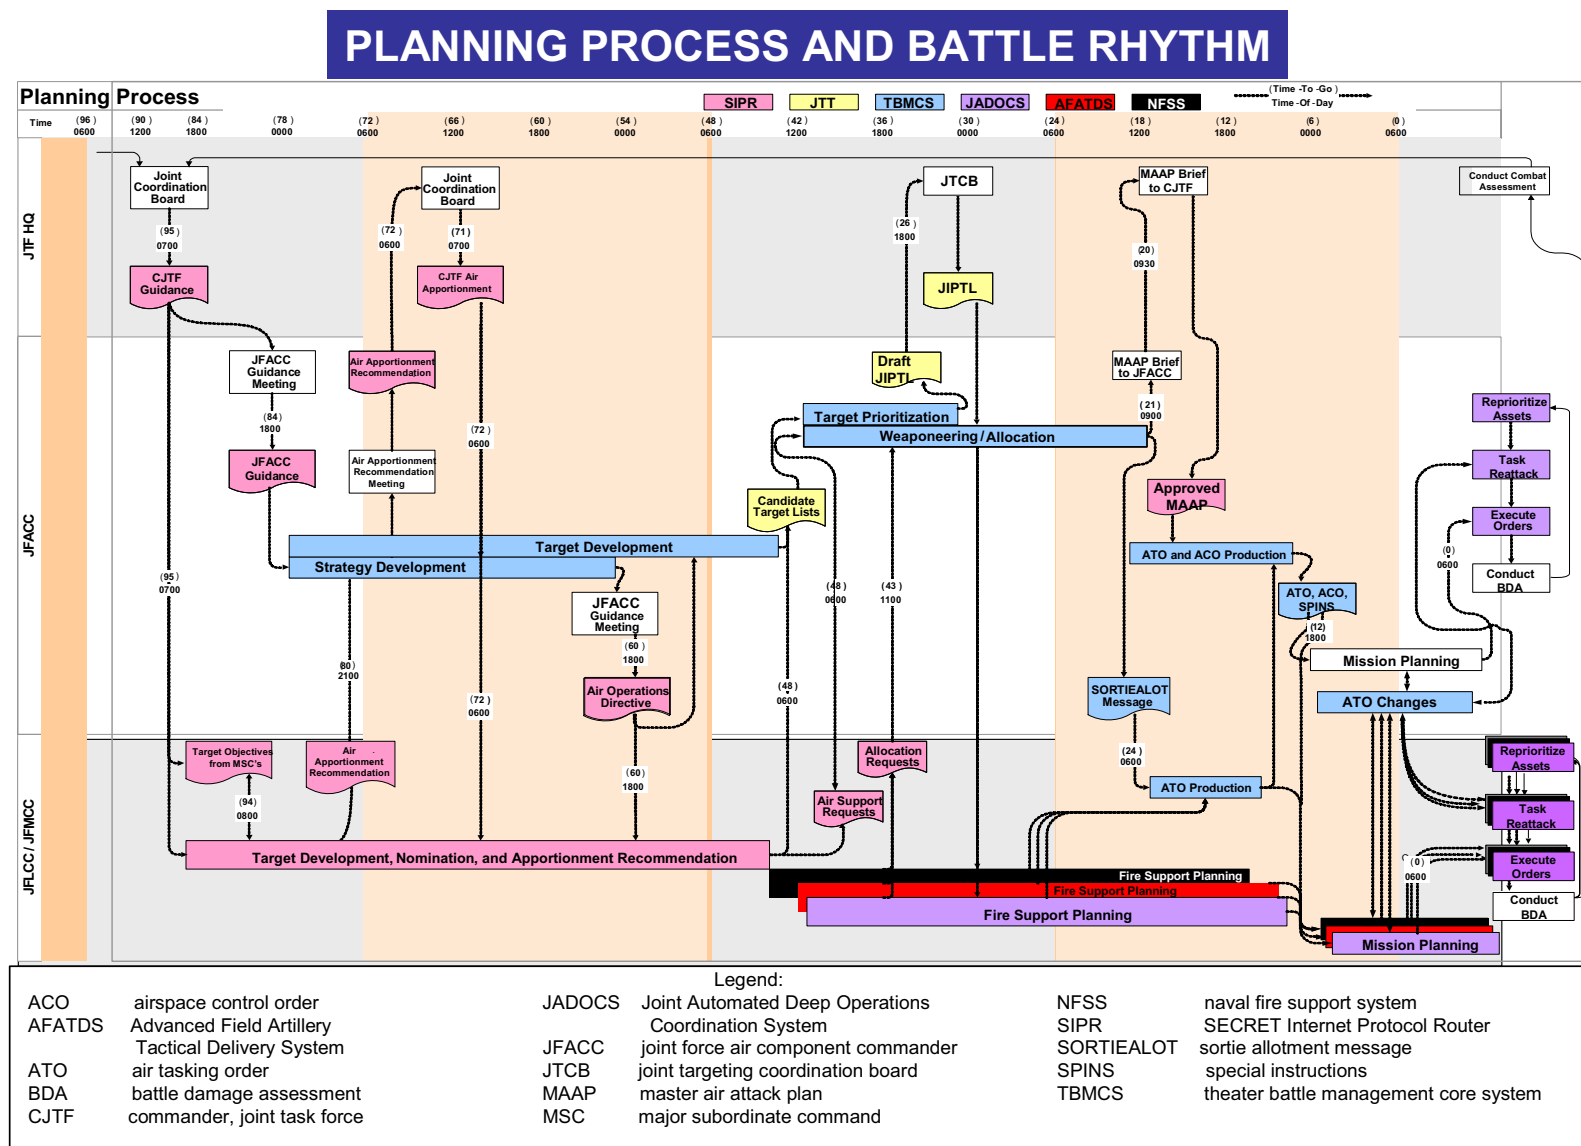 PLANNING PROCESS AND BATTLE RHYTHM
Planning Process
SIPR
JTT
TBMCS
JADOCS
AFATDS
NFSS
(Time -To -Go)
Time -Of -Day
Time
(96)
0600
(90)
1200
(84)
1800
(78)
0000
(72)
0600
(66)
1200
(60)
1800
(54)
0000
(48)
0600
(42)
1200
(36)
1800
(30)
0000
(24)
0600
(18)
1200
(12)
1800
(6)
0000
(0)
0600
JTF HQ
Joint
Coordination
Board
(95)
0700
CJTF
Guidance
(72)
0600
Joint
Coordination
Board
(71)
0700
CJTF Air
Apportionment
(26)
1800
JTCB
JIPTL
MAAP Brief
to CJTF
(20)
0930
Conduct Combat
Assessment
JFACC
JFACC
Guidance
Meeting
(84)
1800
JFACC
Guidance
Air Apportionment
Recommendation
Air Apportionment
Recommendation
Meeting
(72)
0600
Draft
JIPTL
Target Prioritization
Weaponeering/Allocation
MAAP Brief
to JFACC
(21)
0900
Candidate
Target Lists
Approved
MAAP
Target Development
Strategy Development
(95)
0700
(80)
2100
JFACC
Guidance
Meeting
(60)
1800
Air Operations
Directive
(72)
0600
(48)
0600
(48)
0600
(43)
1100
ATO and ACO Production
ATO, ACO,
SPINS
(12)
1800
SORTIEALOT
Message
Mission Planning
ATO Changes
(0)
0600
Reprioritize
Assets
Task
Reattack
Execute
Orders
Conduct
BDA
JFLCC / JFMCC
Target Objectives
from MSC's
(94)
0800
Air
Apportionment
Recommendation
(60)
1800
Allocation
Requests
Air Support
Requests
(24)
0600
ATO Production
Target Development, Nomination, and Apportionment Recommendation
Fire Support Planning
Fire Support Planning
Fire Support Planning
(0)
0600
Mission Planning
Reprioritize
Assets
Task
Reattack
Execute
Orders
Conduct
BDA
Legend:
ACO airspace control order
AFATDS Advanced Field Artillery
Tactical Delivery System
ATO air tasking order
BDA battle damage assessment
CJTF commander, joint task force
JADOCS Joint Automated Deep Operations
Coordination System
JFACC joint force air component commander
JTCB joint targeting coordination board
MAAP master air attack plan
MSC major subordinate command
NFSS naval fire support system
SIPR SECRET Internet Protocol Router
SORTIEALOT sortie allotment message
SPINS special instructions
TBMCS theater battle management core system